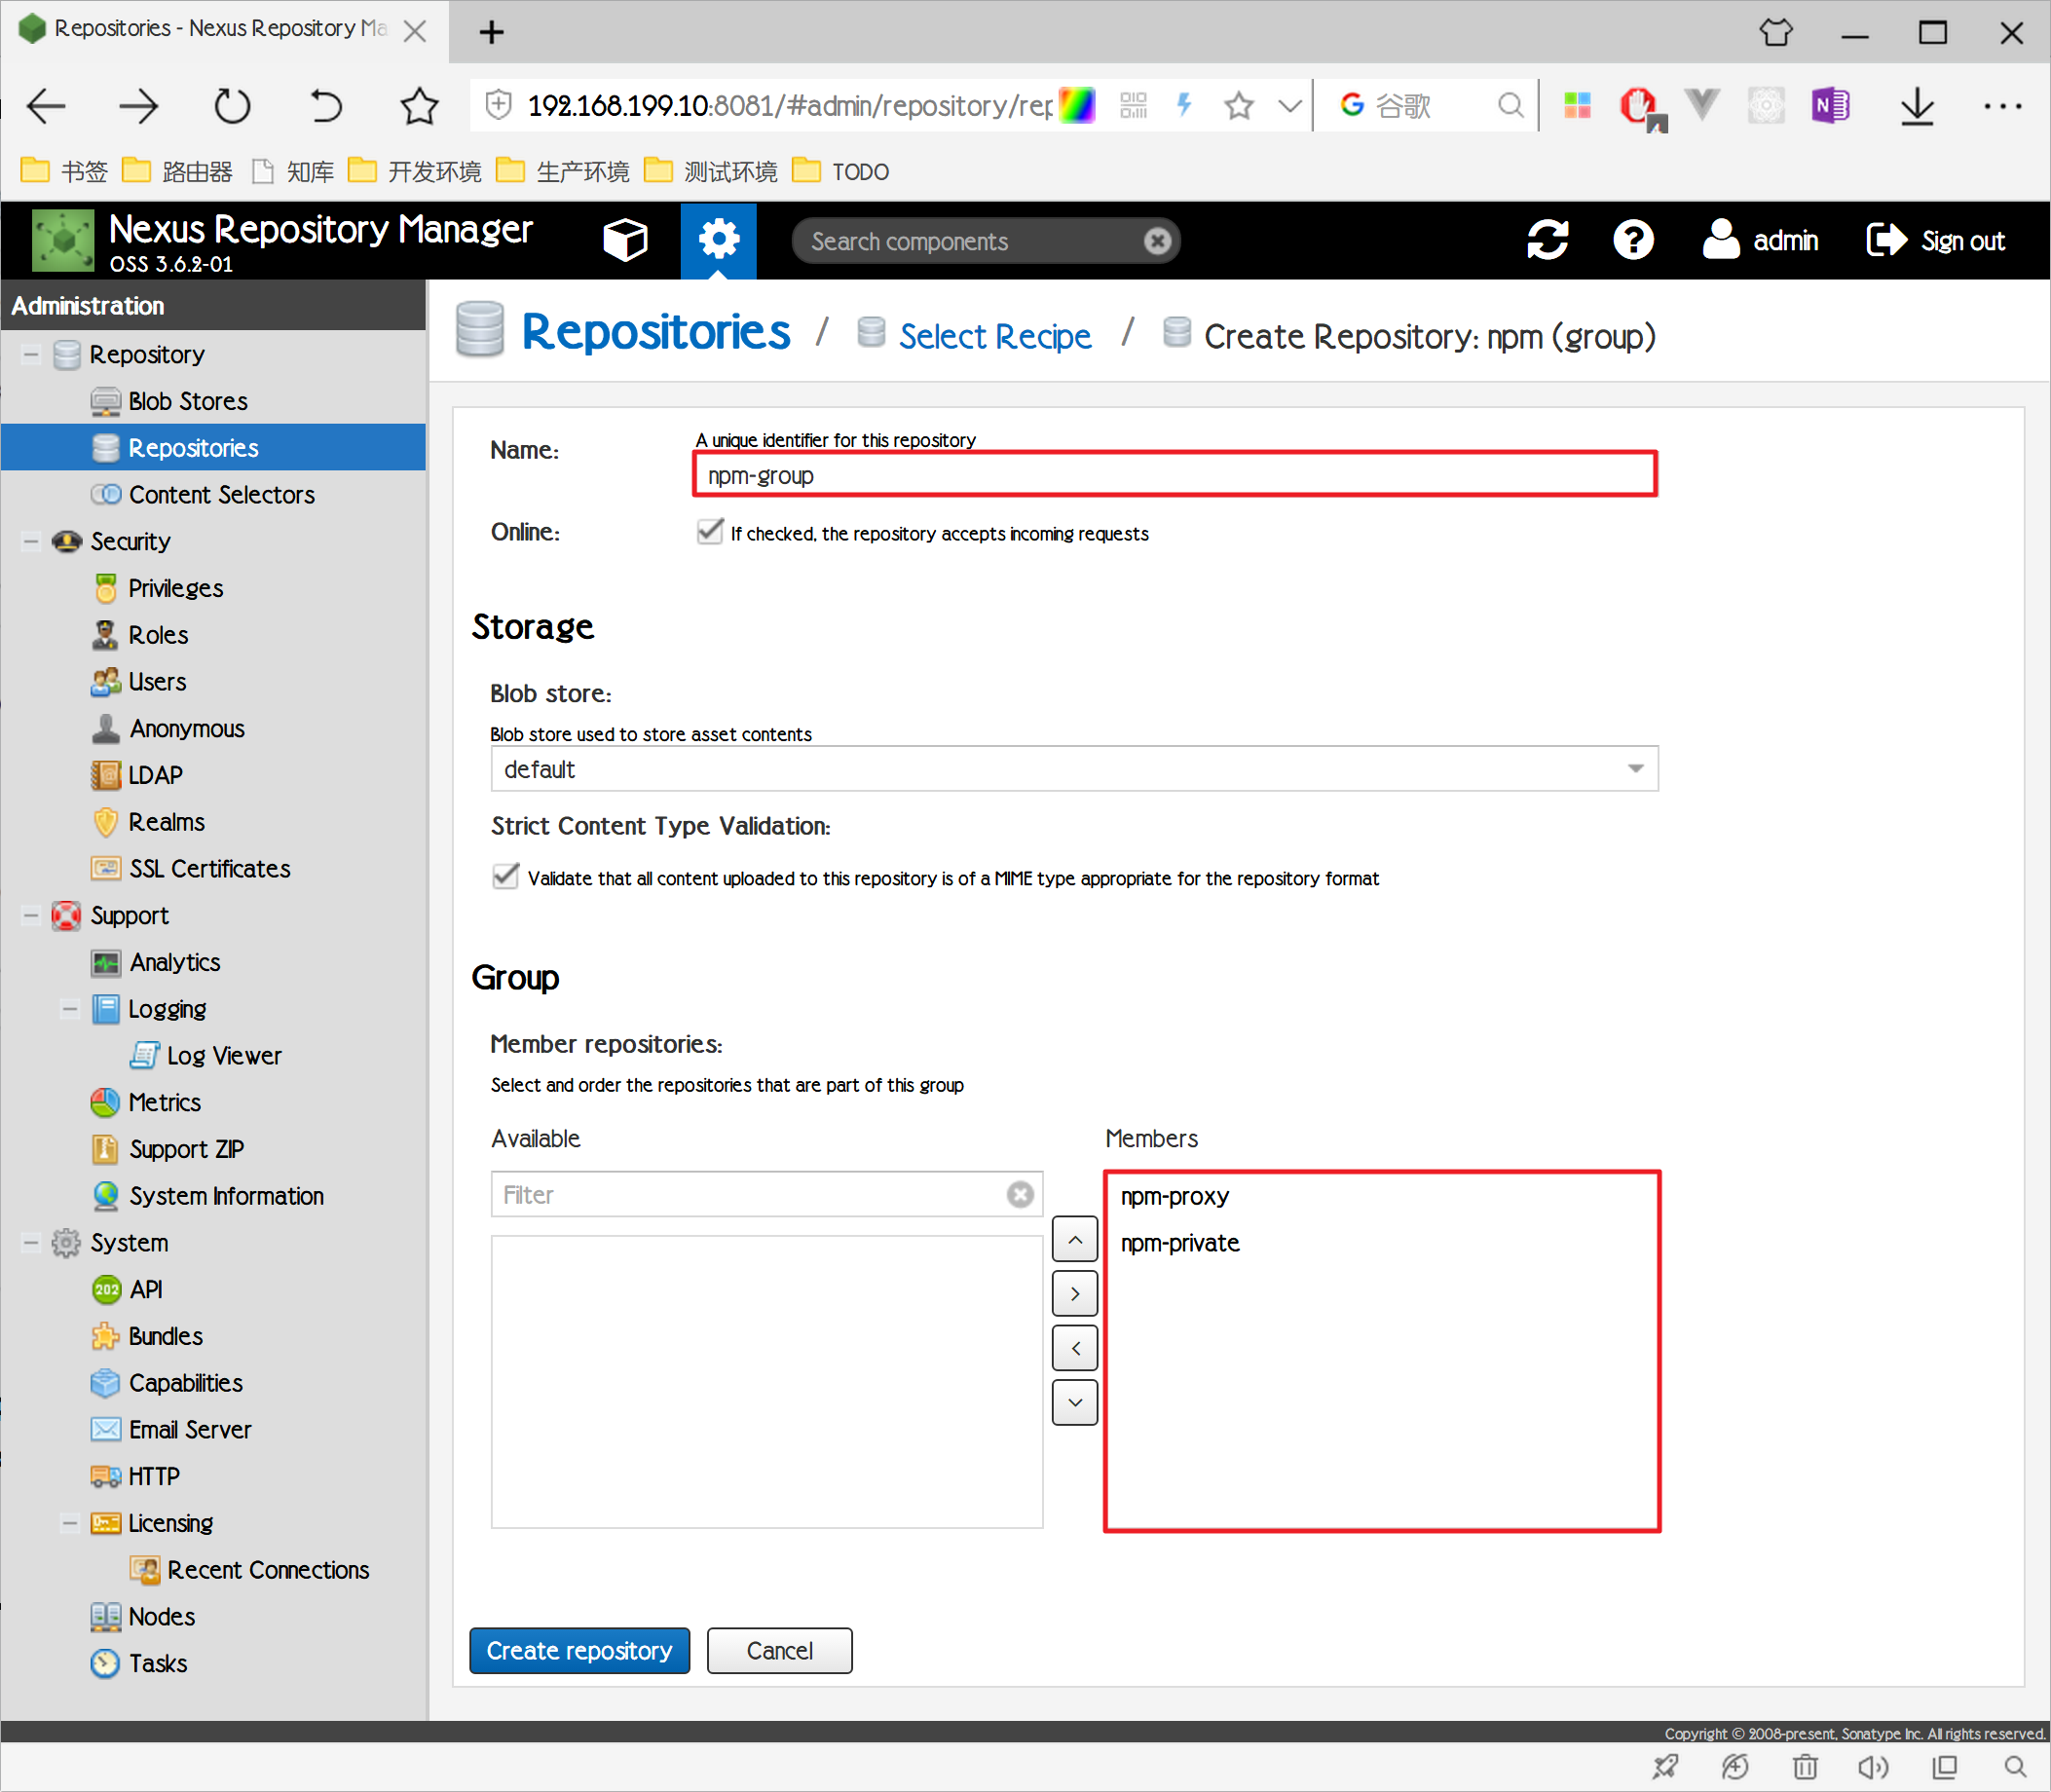 Repositories - Nexus Repository Ma
192.168.199.10:8081/#admin/repository/rep
谷歌
书签 路由器 知库 开发环境 生产环境 测试环境 TODO
Nexus Repository Manager
OSS 3.6.2-01
Search components
admin
Sign out
Administration
Repository
Blob Stores
Repositories
Content Selectors
Security
Privileges
Roles
Users
Anonymous
LDAP
Realms
SSL Certificates
Support
Analytics
Logging
Log Viewer
Metrics
Support ZIP
System Information
System
API
Bundles
Capabilities
Email Server
HTTP
Licensing
Recent Connections
Nodes
Tasks
Repositories / Select Recipe / Create Repository: npm (group)
Name:
A unique identifier for this repository
npm-group
Online:
If checked, the repository accepts incoming requests
Storage
Blob store:
Blob store used to store asset contents
default
Strict Content Type Validation:
Validate that all content uploaded to this repository is of a MIME type appropriate for the repository format
Group
Member repositories:
Select and order the repositories that are part of this group
Available
Filter
Members
npm-proxy
npm-private
Create repository
Cancel
Copyright © 2008-present, Sonatype Inc. All rights reserved.